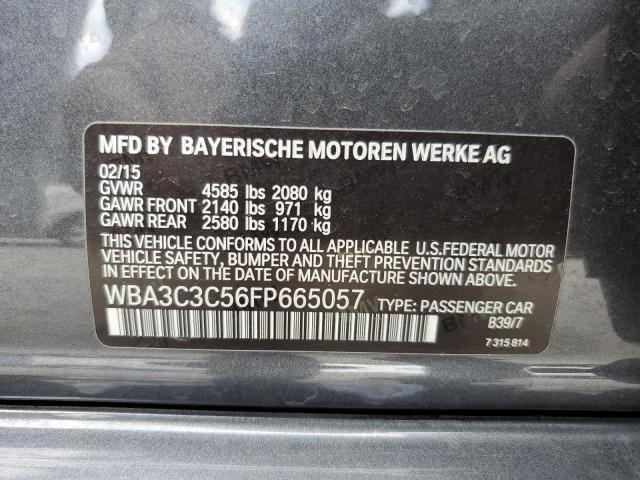 MFD BY BAYERISCHE MOTOREN WERKE AG
02/15
GVWR 4585 lbs 2080 kg
GAWR FRONT 2140 lbs 971 kg
GAWR REAR 2580 lbs 1170 kg
THIS VEHICLE CONFORMS TO ALL APPLICABLE U.S.FEDERAL MOTOR
VEHICLE SAFETY, BUMPER AND THEFT PREVENTION STANDARDS
IN EFFECT ON THE DATE OF MANUFACTURE SHOWN ABOVE.
WBA3C3C56FP665057 TYPE: PASSENGER CAR
B39/7
7 315 814